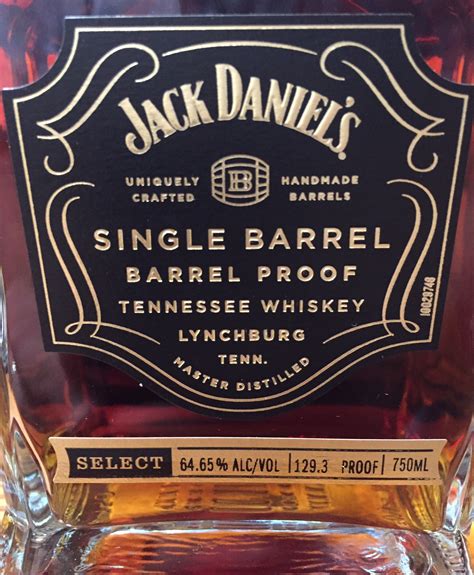 JACK DANIEL'S
UNIQUELY CRAFTED
B
HANDMADE BARRELS
SINGLE BARREL
BARREL PROOF
TENNESSEE WHISKEY
LYNCHBURG
TENN.
MASTER DISTILLED
SELECT 64.65% ALC/VOL 129.3 PROOF 750ML